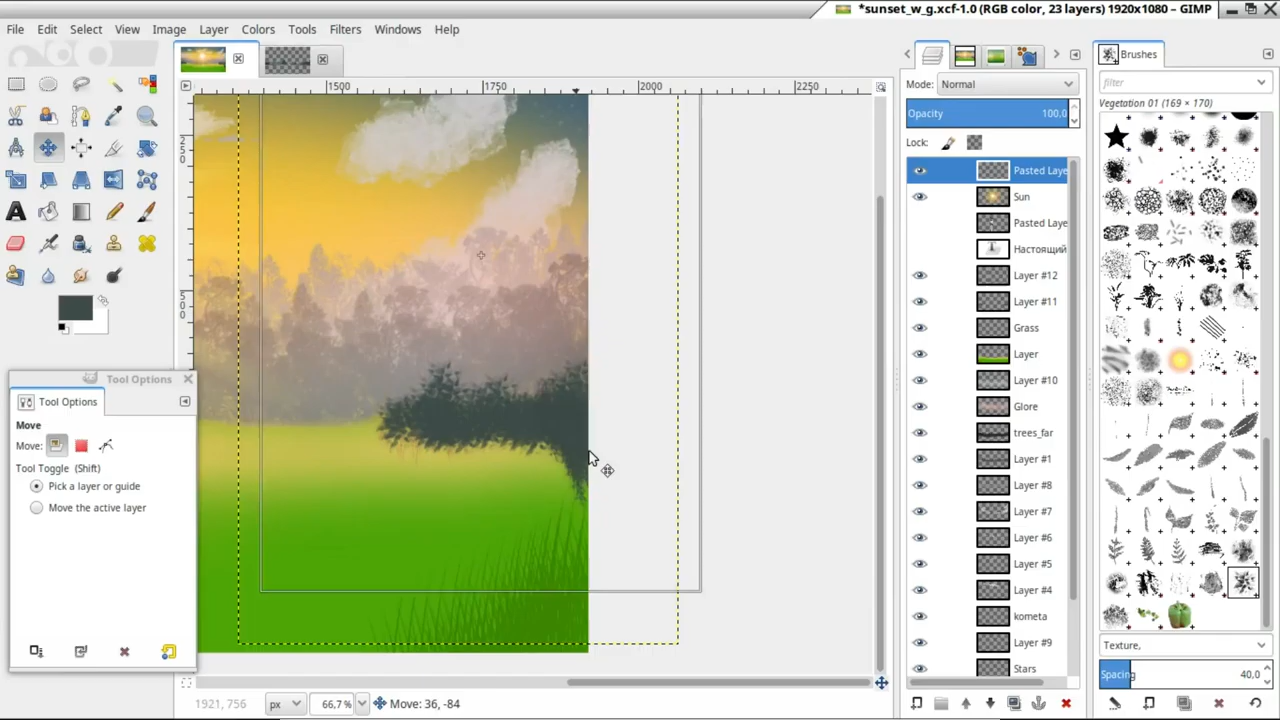 *sunset_w_g.xcf-1.0 (RGB color, 23 layers) 1920x1080 – GIMP
File Edit Select View Image Layer Colors Tools Filters Windows Help
Brushes
1500 1750 2000 2250
Mode: Normal
filter
Opacity 100,0
Vegetation 01 (169 × 170)
250
Lock:
Pasted Laye
Sun
Pasted Laye
Настоящий
Layer #12
500
Layer #11
Grass
Layer
Tool Options
Layer #10
Tool Options
Glore
Move
trees_far
Move:
Layer #1
Tool Toggle (Shift)
Pick a layer or guide
Layer #8
Move the active layer
Layer #7
Layer #6
Layer #5
Layer #4
kometa
Layer #9
Texture,
Stars
Spacing 40,0
1921, 756 px 66,7 % Move: 36, -84